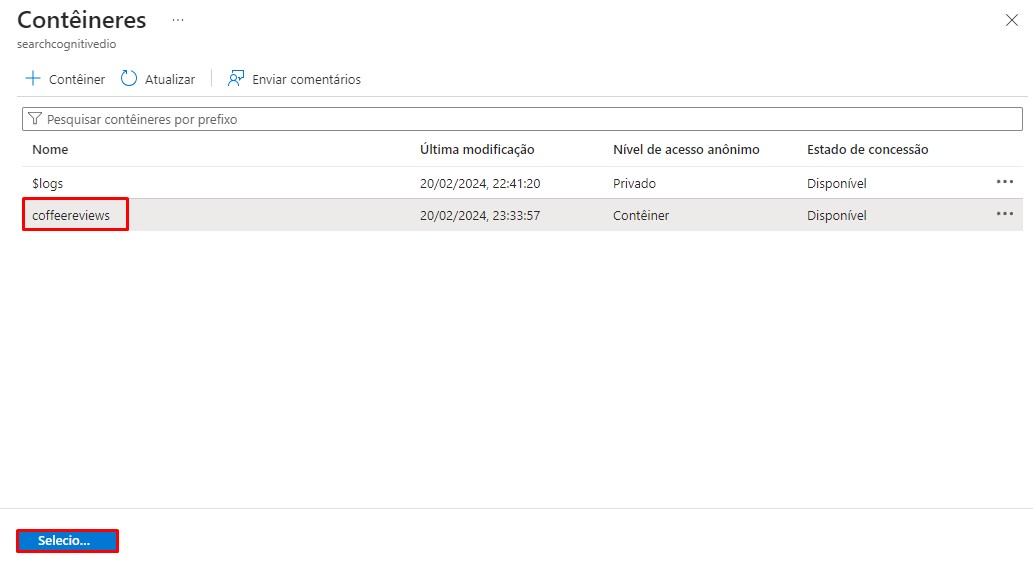 Contêineres ...
searchcognitivedio
Contêiner Atualizar Enviar comentários
Pesquisar contêineres por prefixo
Nome Última modificação Nível de acesso anônimo Estado de concessão
$logs 20/02/2024, 22:41:20 Privado Disponível ...
coffeereviews 20/02/2024, 23:33:57 Contêiner Disponível ...
Selecio...